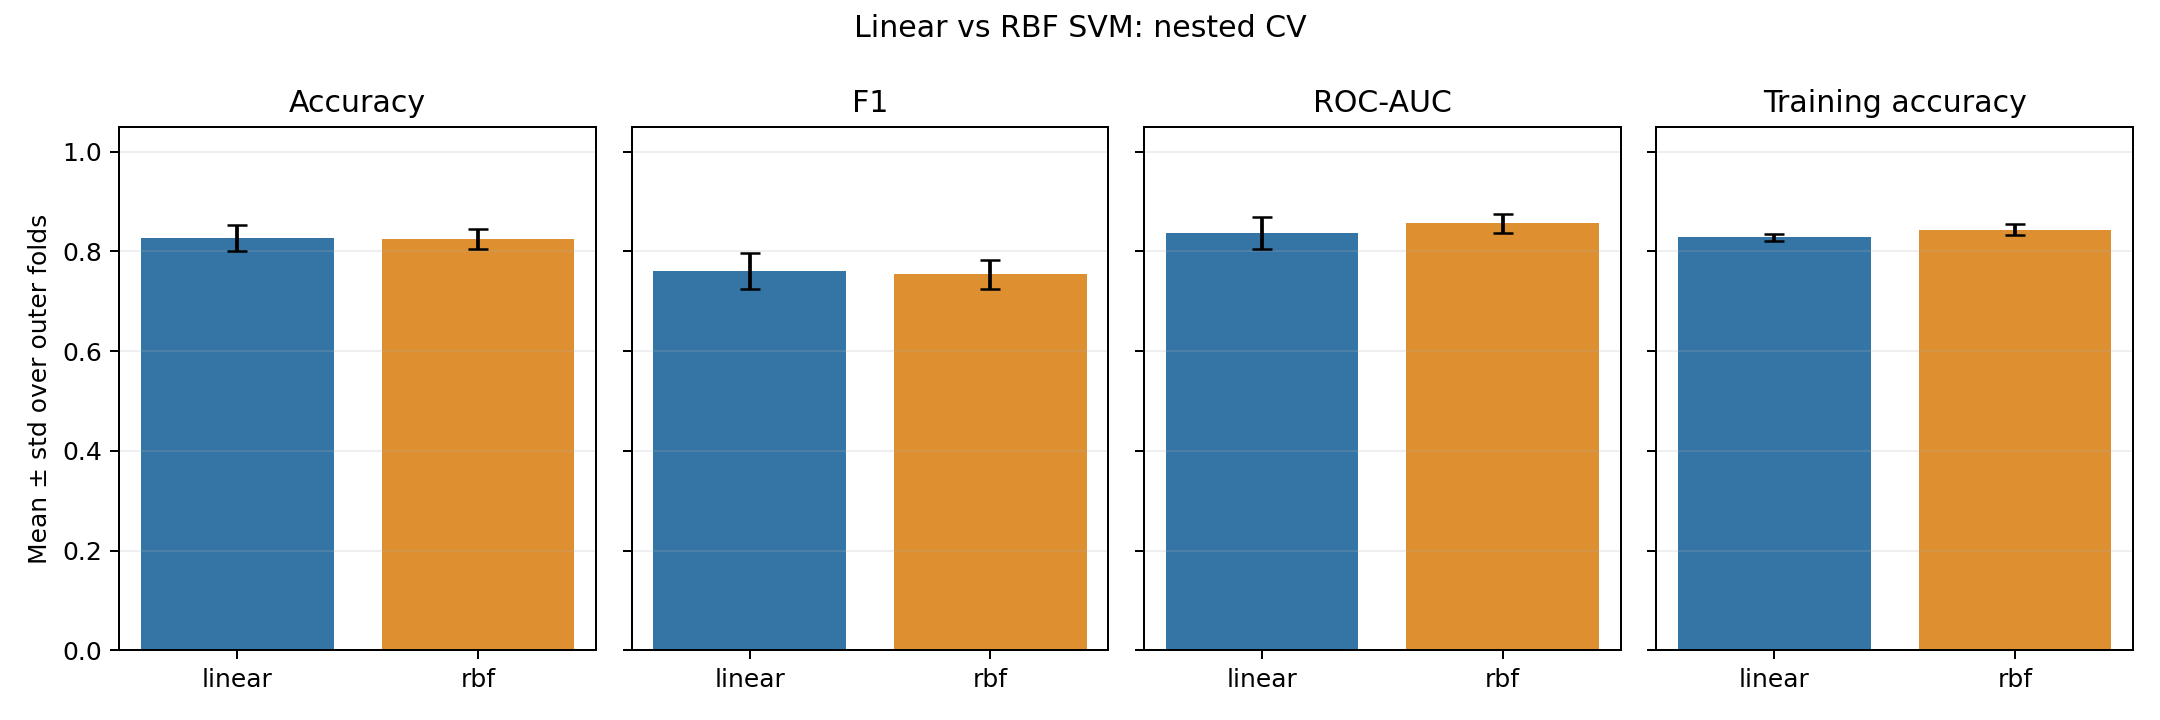 Linear vs RBF SVM: nested CV
Accuracy
F1
ROC-AUC
Training accuracy
Mean ± std over outer folds
1.0
0.8
0.6
0.4
0.2
0.0
linear
rbf
linear
rbf
linear
rbf
linear
rbf